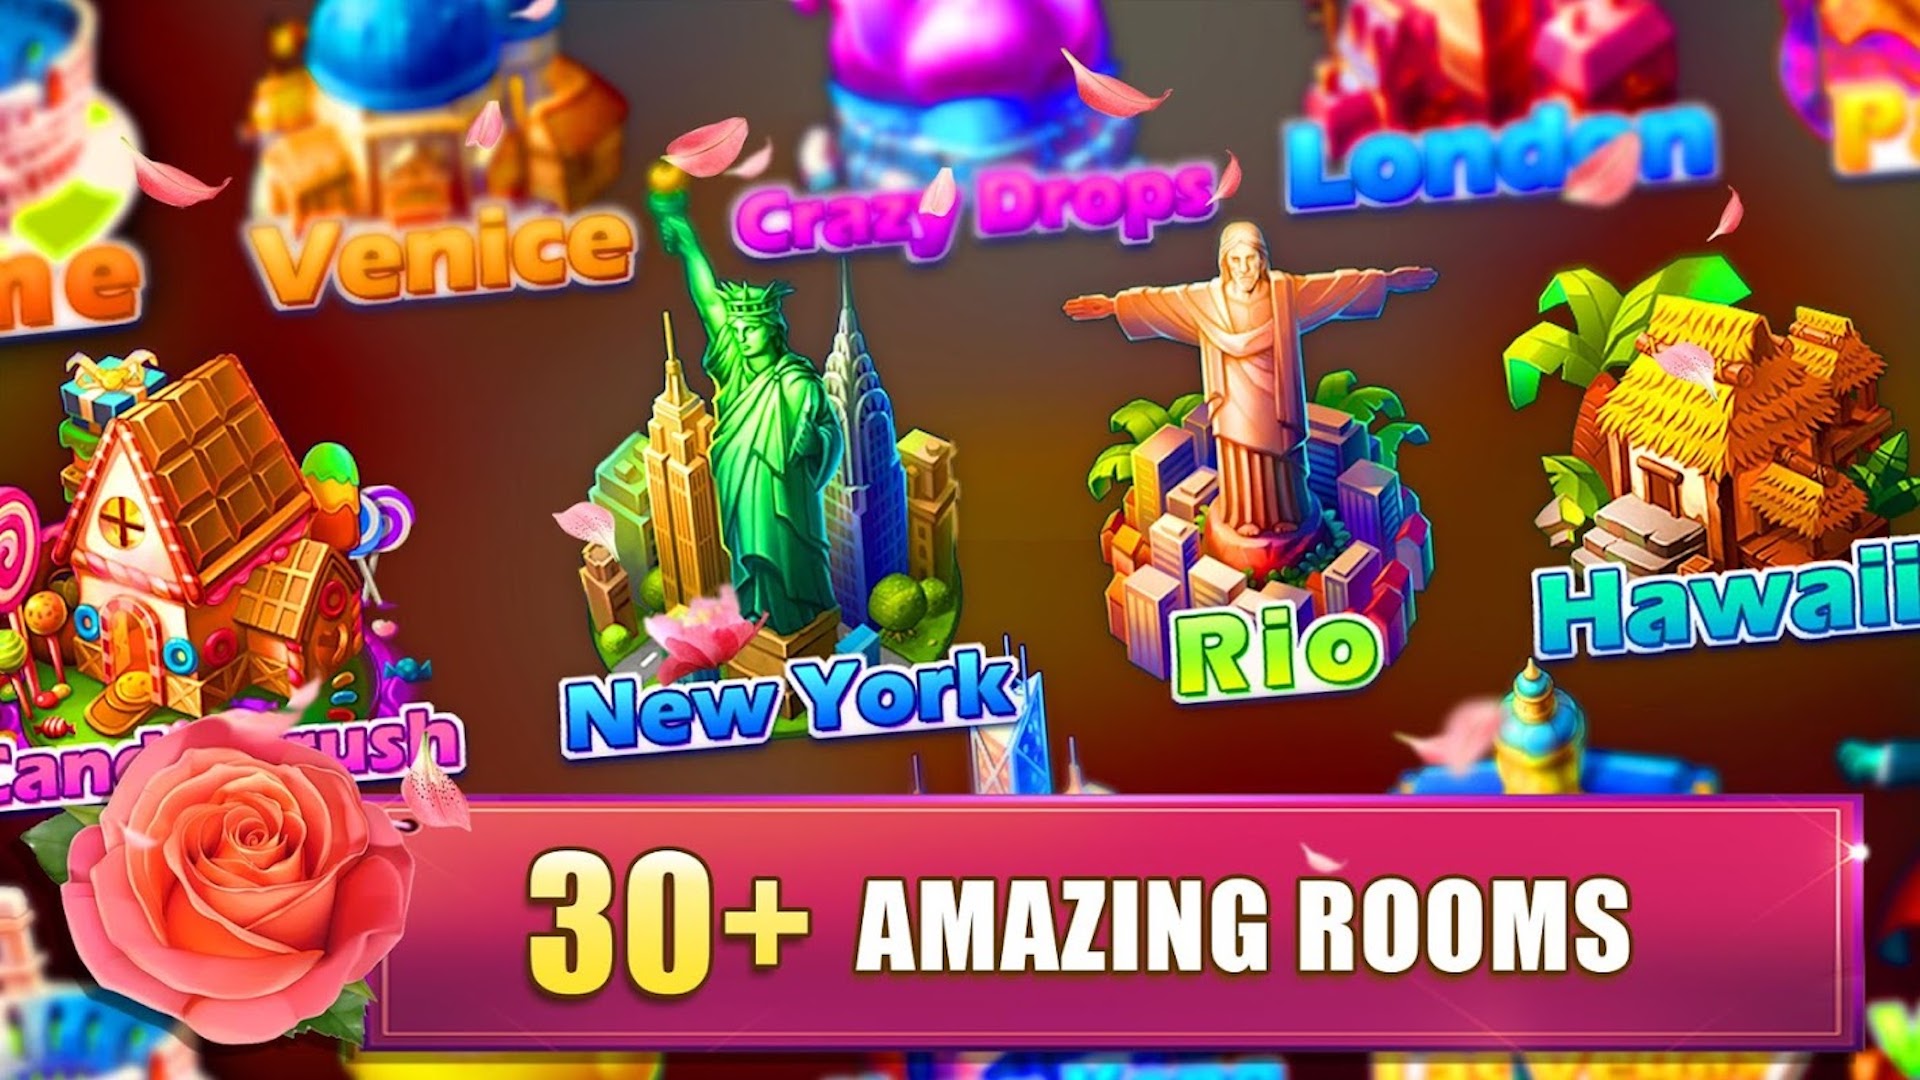 Venice
Crazy Drops
London
New York
Rio
Hawaii
30+ AMAZING ROOMS